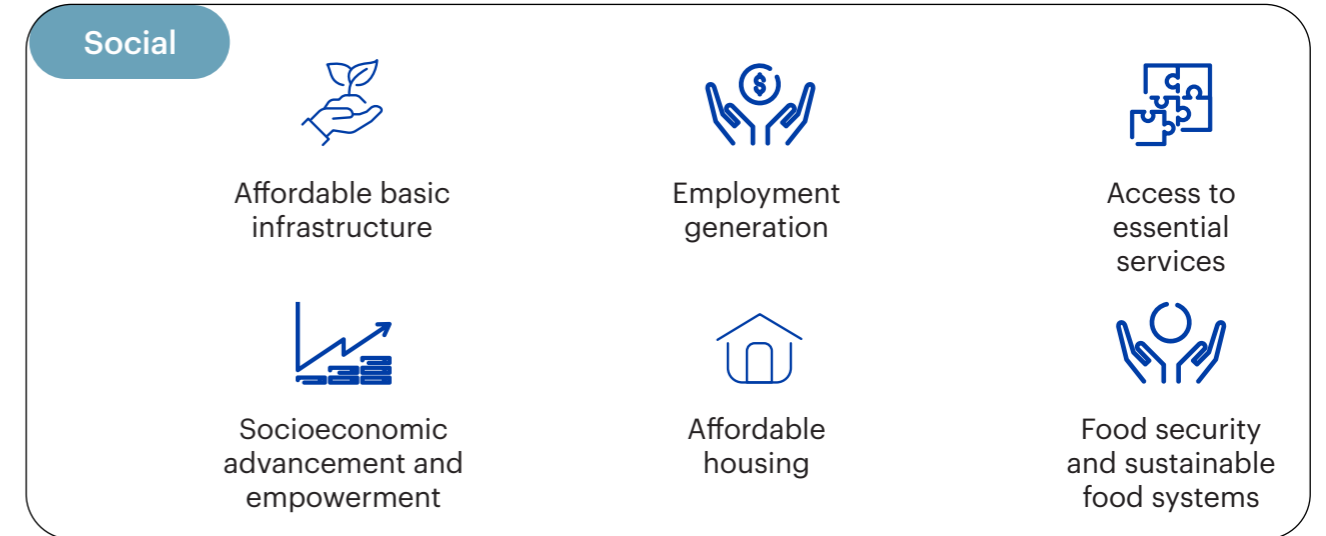 Social
Affordable basic
infrastructure
Employment
generation
Access to
essential
services
Socioeconomic
advancement and
empowerment
Affordable
housing
Food security
and sustainable
food systems